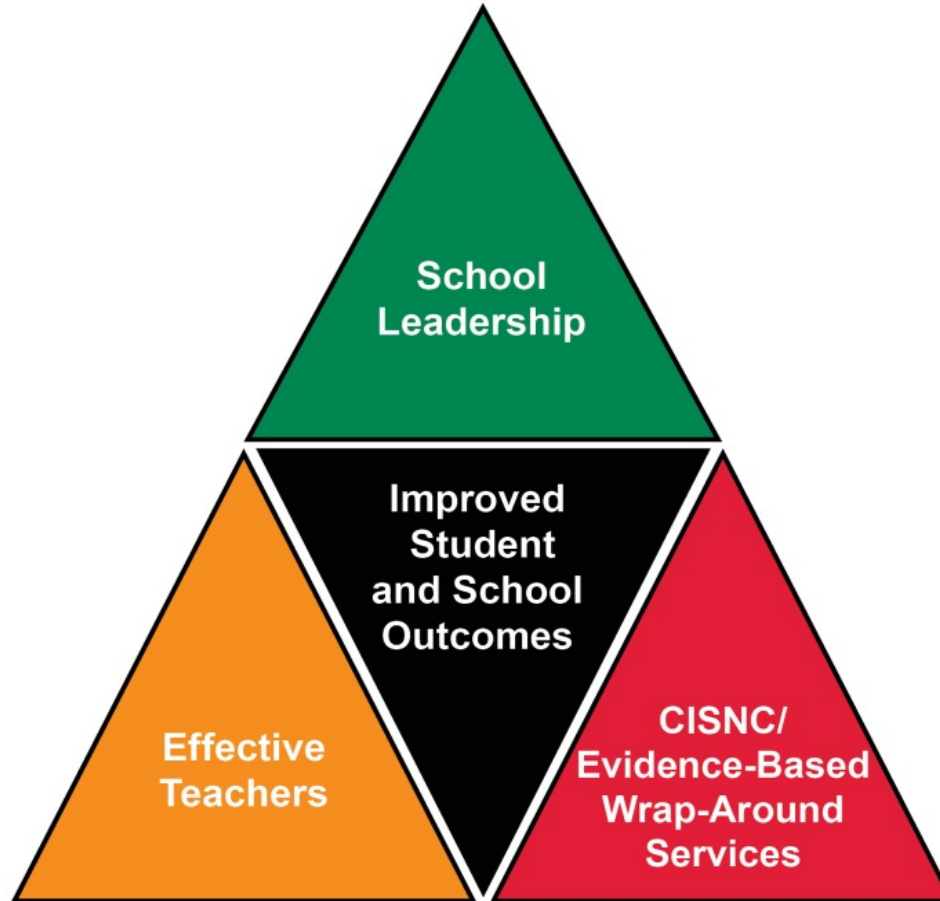 School
Leadership
Improved
Student
and School
Outcomes
Effective
Teachers
CISNC/
Evidence-Based
Wrap-Around
Services